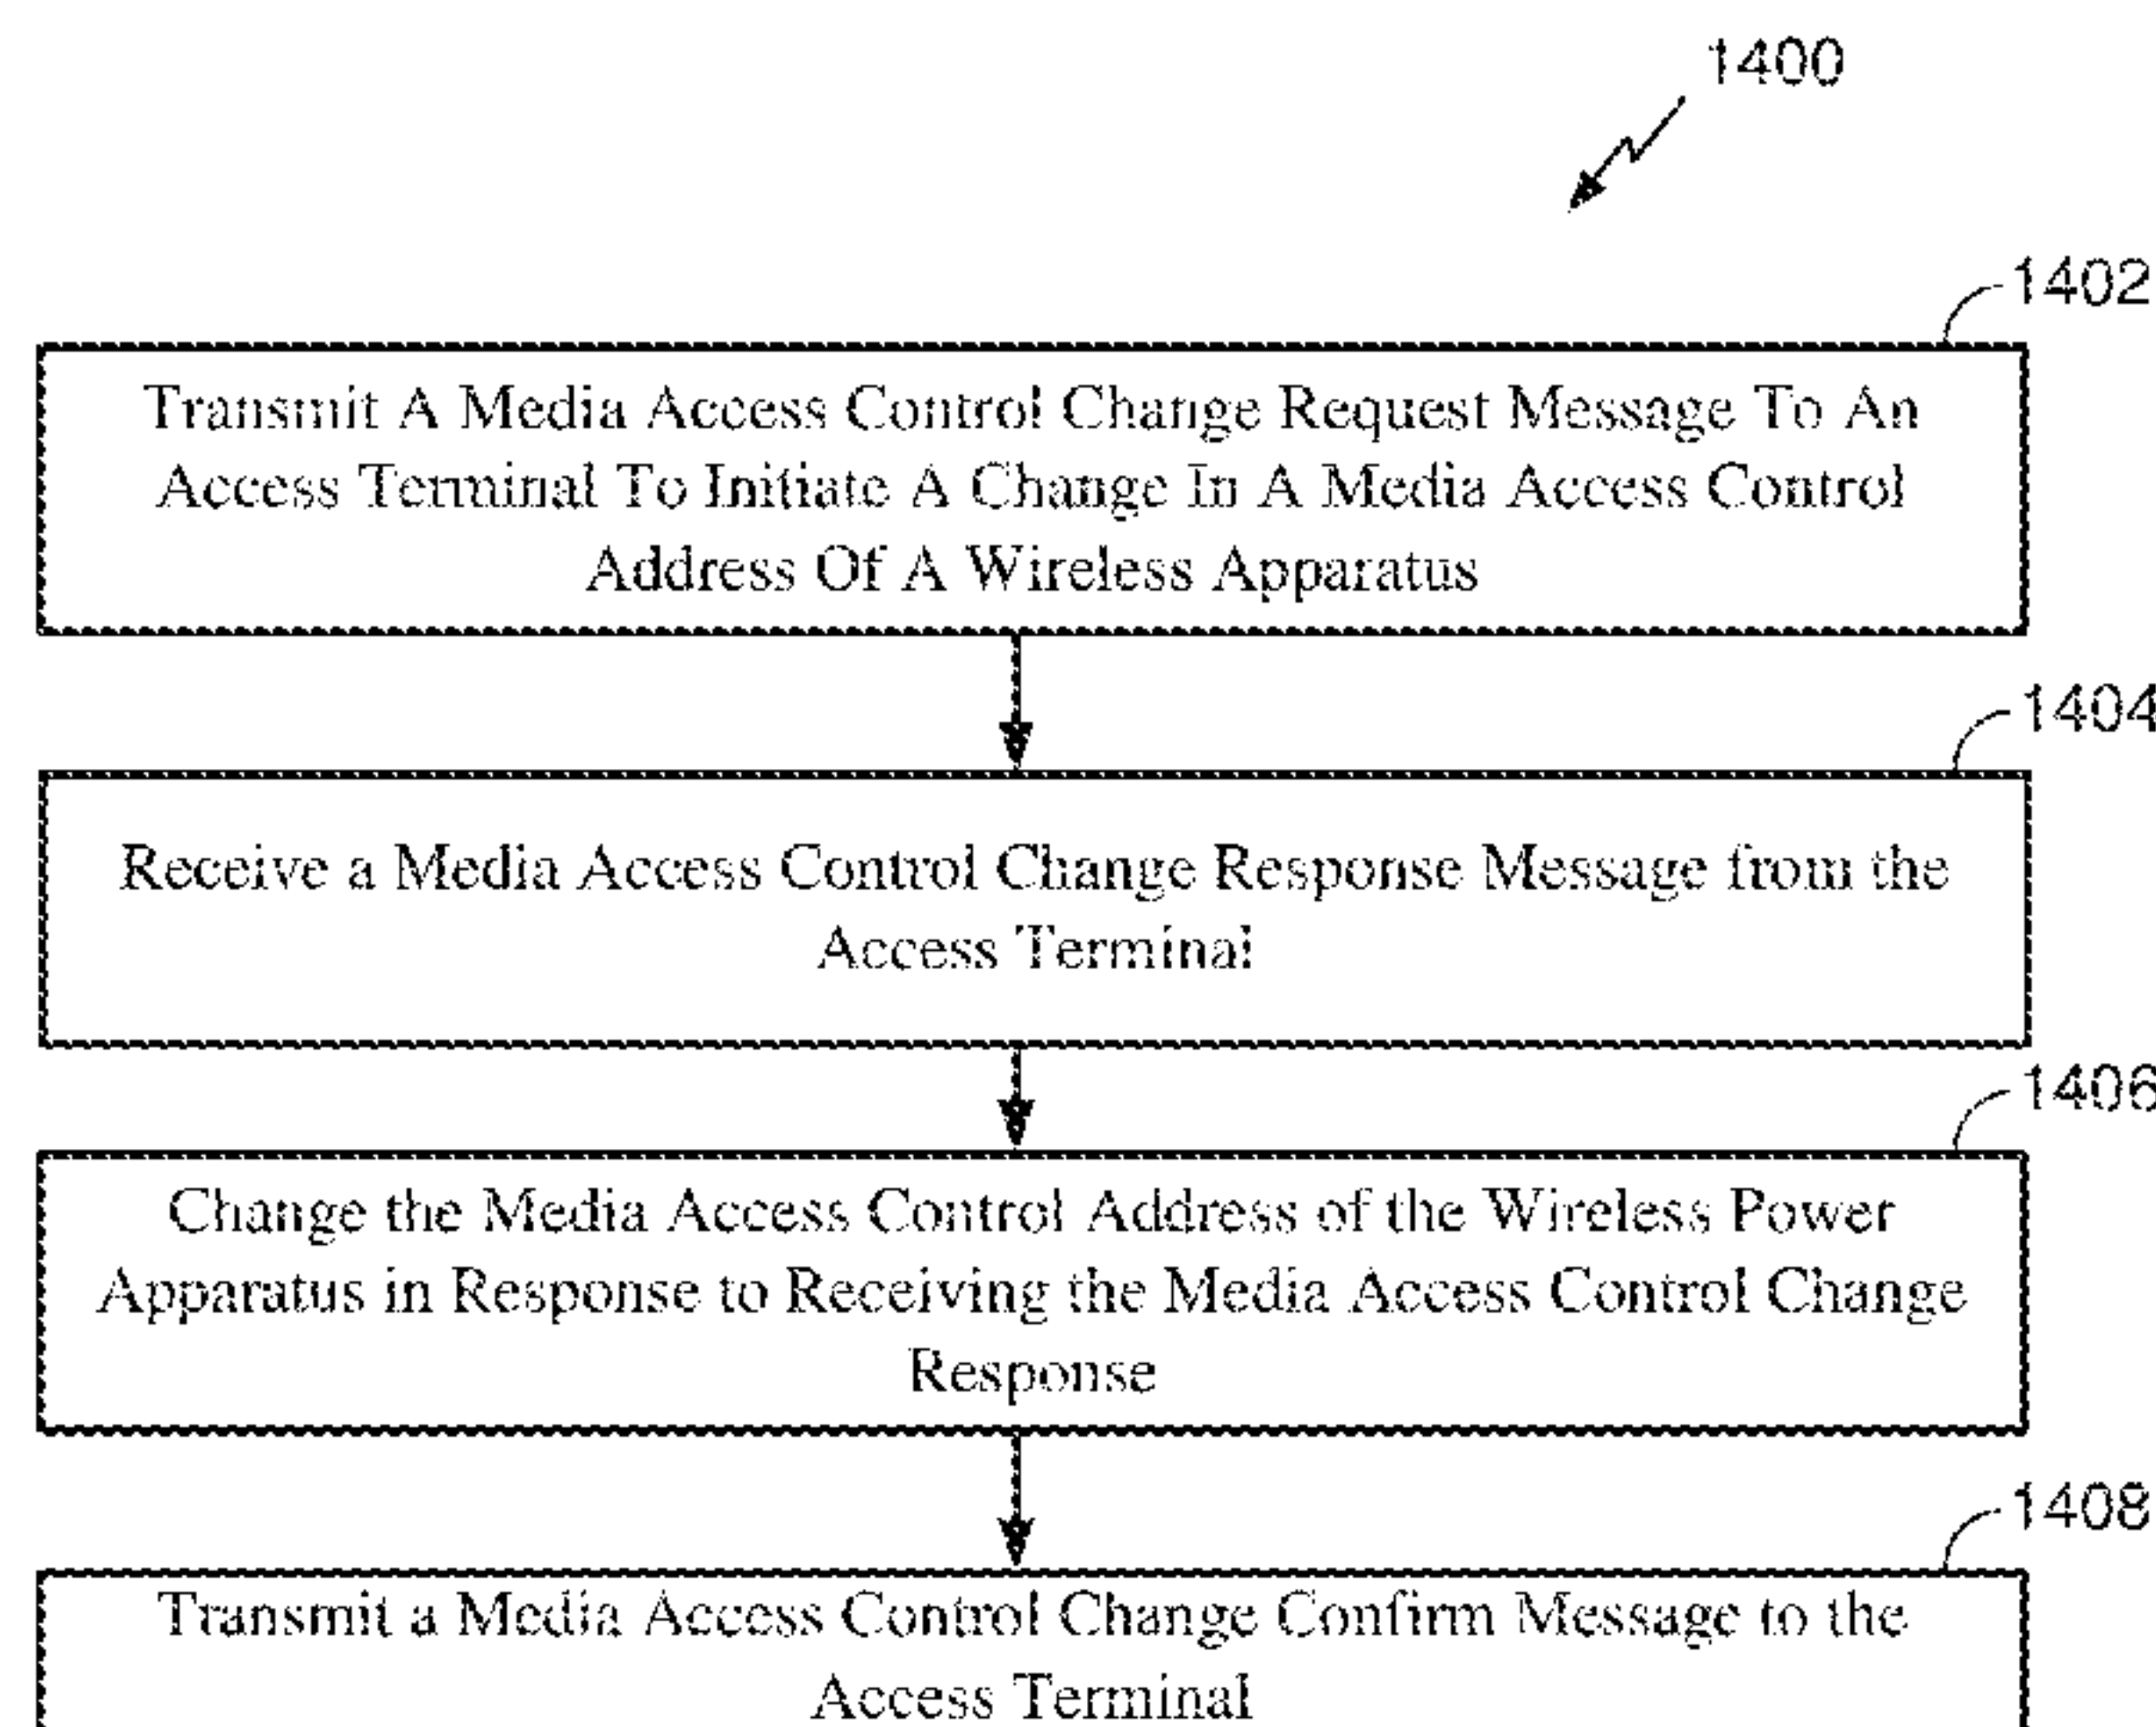 1400
1402
Transmit A Media Access Control Change Request Message To An
Access Terminal To Initiate A Change In A Media Access Control
Address Of A Wireless Apparatus
1404
Receive a Media Access Control Change Response Message from the
Access Terminal
1406
Change the Media Access Control Address of the Wireless Power
Apparatus in Response to Receiving the Media Access Control Change
Response
1408
Transmit a Media Access Control Change Confirm Message to the
Access Terminal